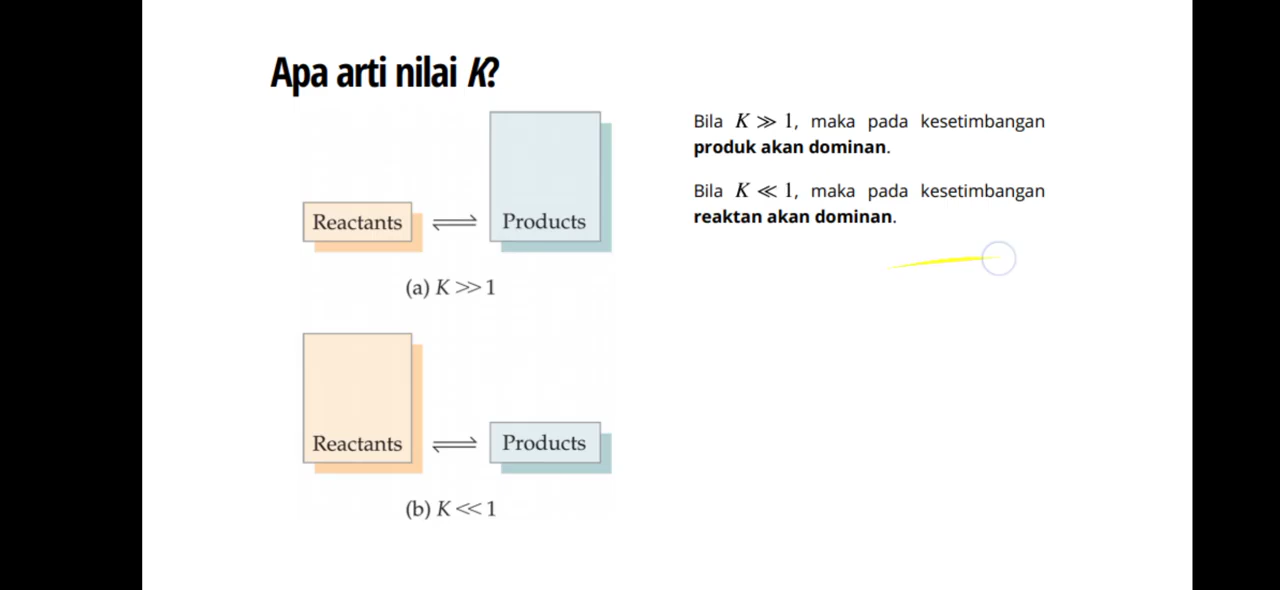 Apa arti nilai K?
Reactants
Products
(a) K >> 1
Reactants
Products
(b) K << 1
Bila K ≫ 1, maka pada kesetimbangan
produk akan dominan.
Bila K ≪ 1, maka pada kesetimbangan
reaktan akan dominan.